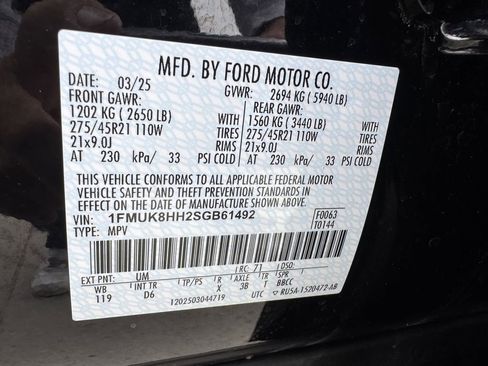 MFD. BY FORD MOTOR CO.
DATE: 03/25 GVWR: 2694 KG ( 5940 LB)
FRONT GAWR: REAR GAWR:
1202 KG ( 2650 LB) 1560 KG ( 3440 LB)
275/45R21 110W TIRES 275/45R21 110W
21x9.0J RIMS 21x9.0J
AT 230 kPa/ 33 PSI COLD AT 230 kPa/ 33 PSI COLD
THIS VEHICLE CONFORMS TO ALL APPLICABLE FEDERAL MOTOR
VEHICLE SAFETY AND THEFT PREVENTION STANDARDS IN
EFFECT ON THE DATE OF MANUFACTURE SHOWN ABOVE.
VIN: 1FMUK8HH2SGB61492 F0063
TYPE: MPV T0144
EXT PNT: UM RC: 71 DSO:
WB INT TR TP/PS R AXLE TR SPR
119 D6 X 3B B BBCC
1202503044719 UTC RU5A-1520472-AB